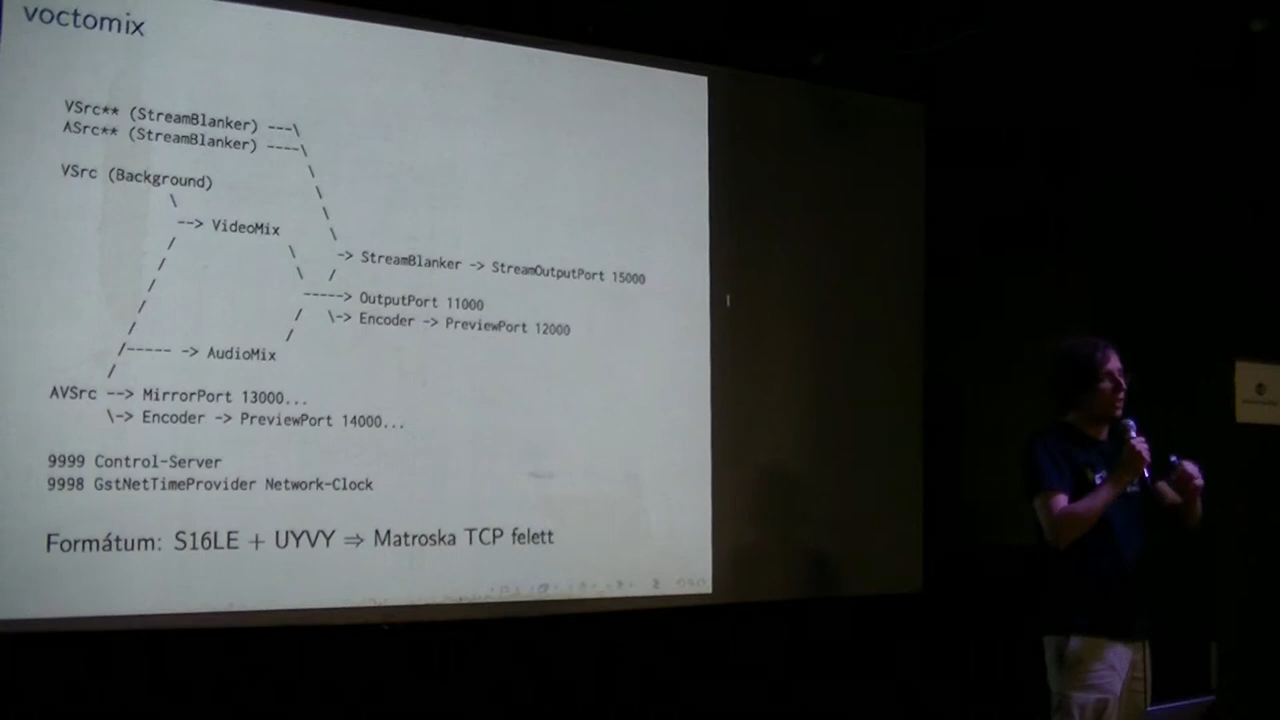 voctomix
VSrc** (StreamBlanker) ---\
ASrc** (StreamBlanker) ----\
VSrc (Background)
--> VideoMix
-> StreamBlanker -> StreamOutputPort 15000
-----> OutputPort 11000
\-> Encoder -> PreviewPort 12000
/----- -> AudioMix
AVSrc --> MirrorPort 13000...
\-> Encoder -> PreviewPort 14000...
9999 Control-Server
9998 GstNetTimeProvider Network-Clock
Formátum: S16LE + UYVY ⇒ Matroska TCP felett